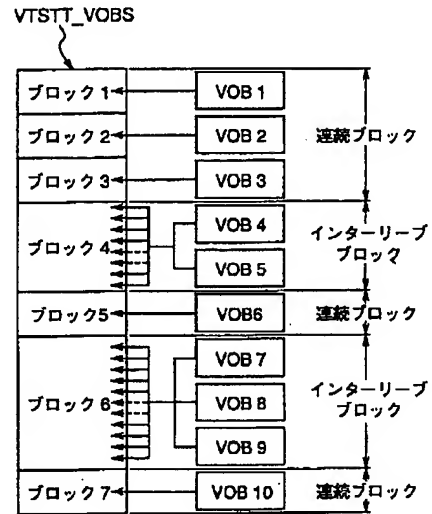 VTSTT_VOBS
ブロック1
VOB 1
ブロック2
VOB 2
連続ブロック
ブロック3
VOB 3
ブロック4
VOB 4
VOB 5
インターリーブ
ブロック
ブロック5
VOB6
連続ブロック
ブロック6
VOB 7
VOB 8
VOB 9
インターリーブ
ブロック
ブロック7
VOB 10
連続ブロック